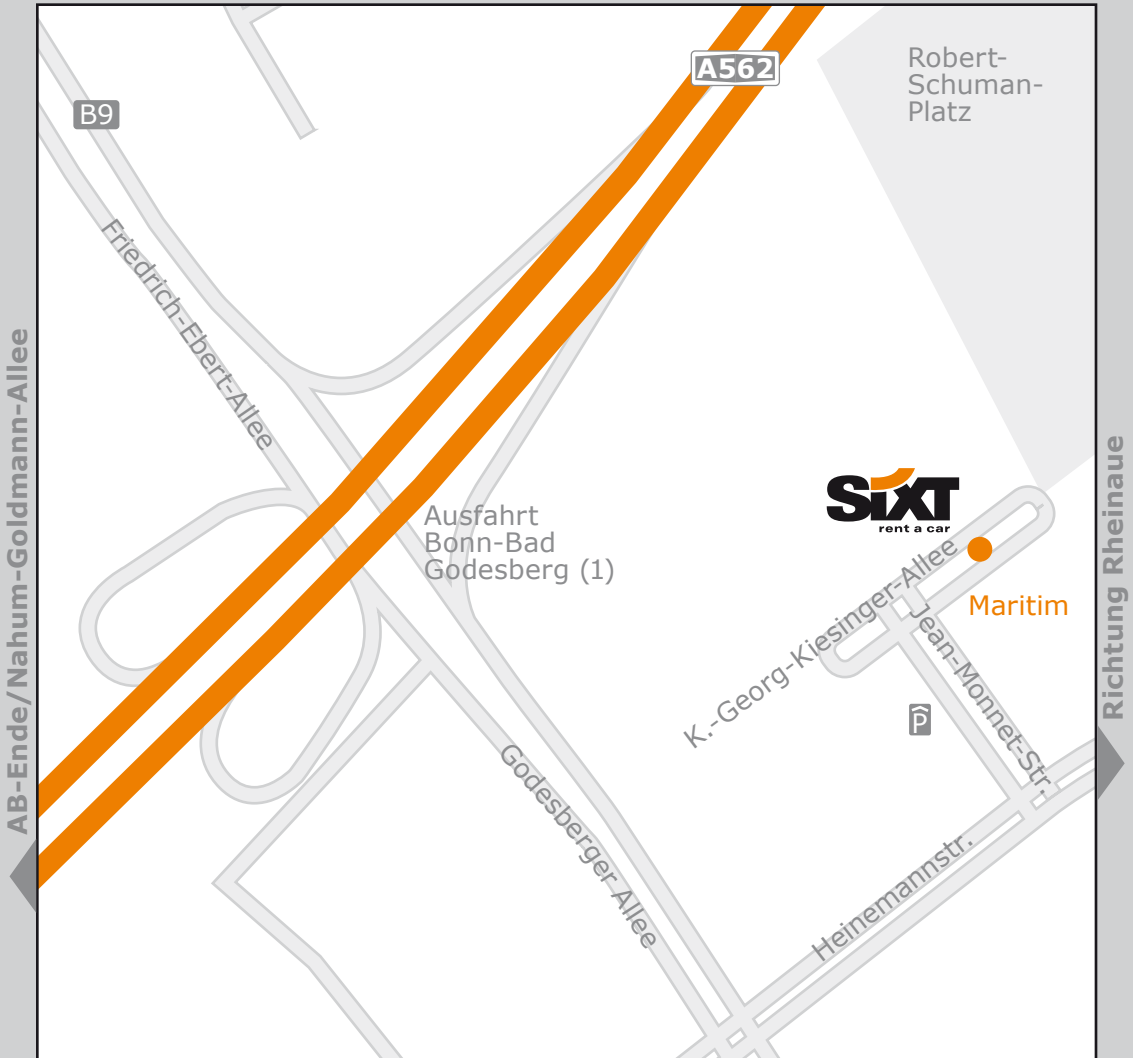 A562
Robert-
Schuman-
Platz
B9
Friedrich-Ebert-Allee
AB-Ende/Nahum-Goldmann-Allee
Richtung Rheinaue
SIXT
rent a car
Ausfahrt
Bonn-Bad
Godesberg (1)
Maritim
K.-Georg-Kiesinger-Allee
Jean-Monnet-Str.
P
Godesberger Allee
Heinemannstr.